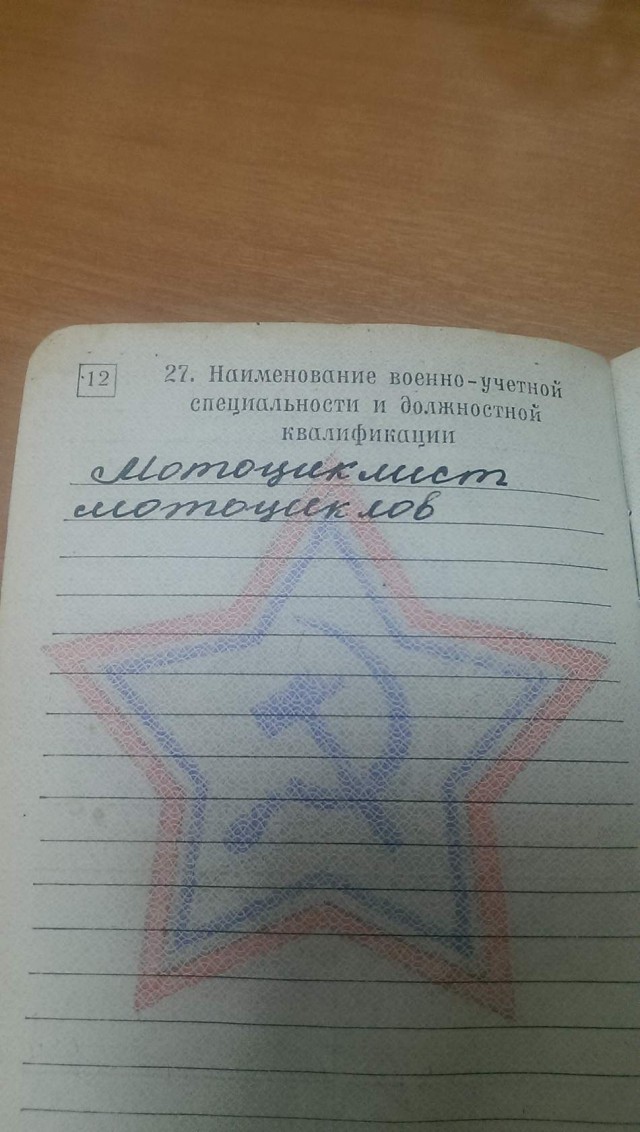 12
27. Наименование военно-учетной
специальности и должностной
квалификации
Мотоциклист
мотоциклов